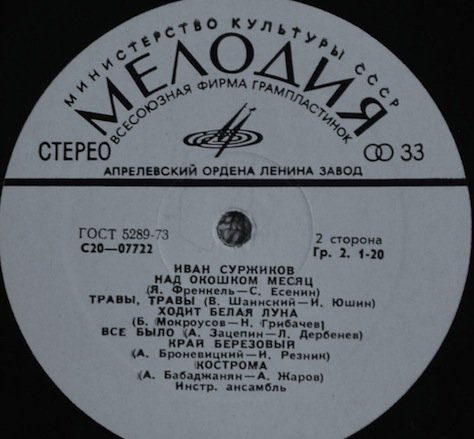 МИНИСТЕРСТВО КУЛЬТУРЫ СССР
МЕЛОДИЯ
ВСЕСОЮЗНАЯ ФИРМА ГРАМПЛАСТИНОК
СТЕРЕО 33
АПРЕЛЕВСКИЙ ОРДЕНА ЛЕНИНА ЗАВОД
ГОСТ 5289-73
С20—07722
2 сторона
Гр. 2. 1-20
ИВАН СУРЖИКОВ
НАД ОКОШКОМ МЕСЯЦ
(Я. Френкель—С. Есенин)
ТРАВЫ, ТРАВЫ (В. Шаинский—И. Юшин)
ХОДИТ БЕЛАЯ ЛУНА
(Б. Мокроусов—Н. Грибачев)
ВСЕ БЫЛО (А. Зацепин—Л. Дербенев)
КРАЙ БЕРЕЗОВЫЙ
(А. Броневицкий—И. Резник)
КОСТРОМА
(А. Бабаджанян—А. Жаров)
Инстр. ансамбль